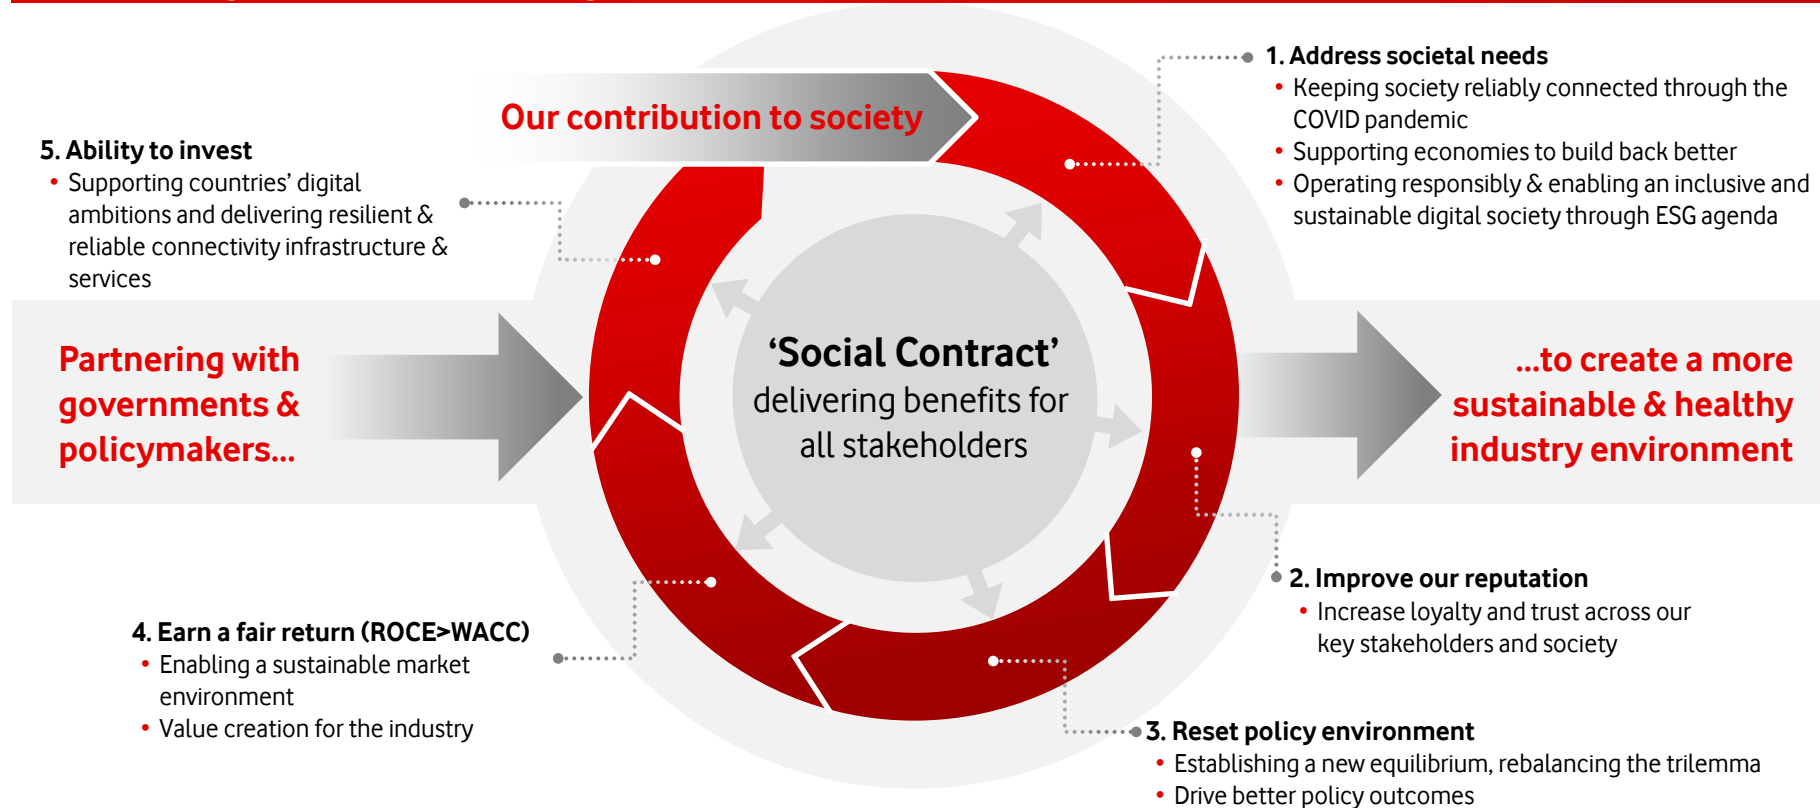 Our contribution to society
1. Address societal needs
• Keeping society reliably connected through the
COVID pandemic
• Supporting economies to build back better
• Operating responsibly & enabling an inclusive and
sustainable digital society through ESG agenda
5. Ability to invest
• Supporting countries’ digital
ambitions and delivering resilient &
reliable connectivity infrastructure &
services
Partnering with
governments &
policymakers...
‘Social Contract’
delivering benefits for
all stakeholders
...to create a more
sustainable & healthy
industry environment
2. Improve our reputation
• Increase loyalty and trust across our
key stakeholders and society
4. Earn a fair return (ROCE>WACC)
• Enabling a sustainable market
environment
• Value creation for the industry
3. Reset policy environment
• Establishing a new equilibrium, rebalancing the trilemma
• Drive better policy outcomes